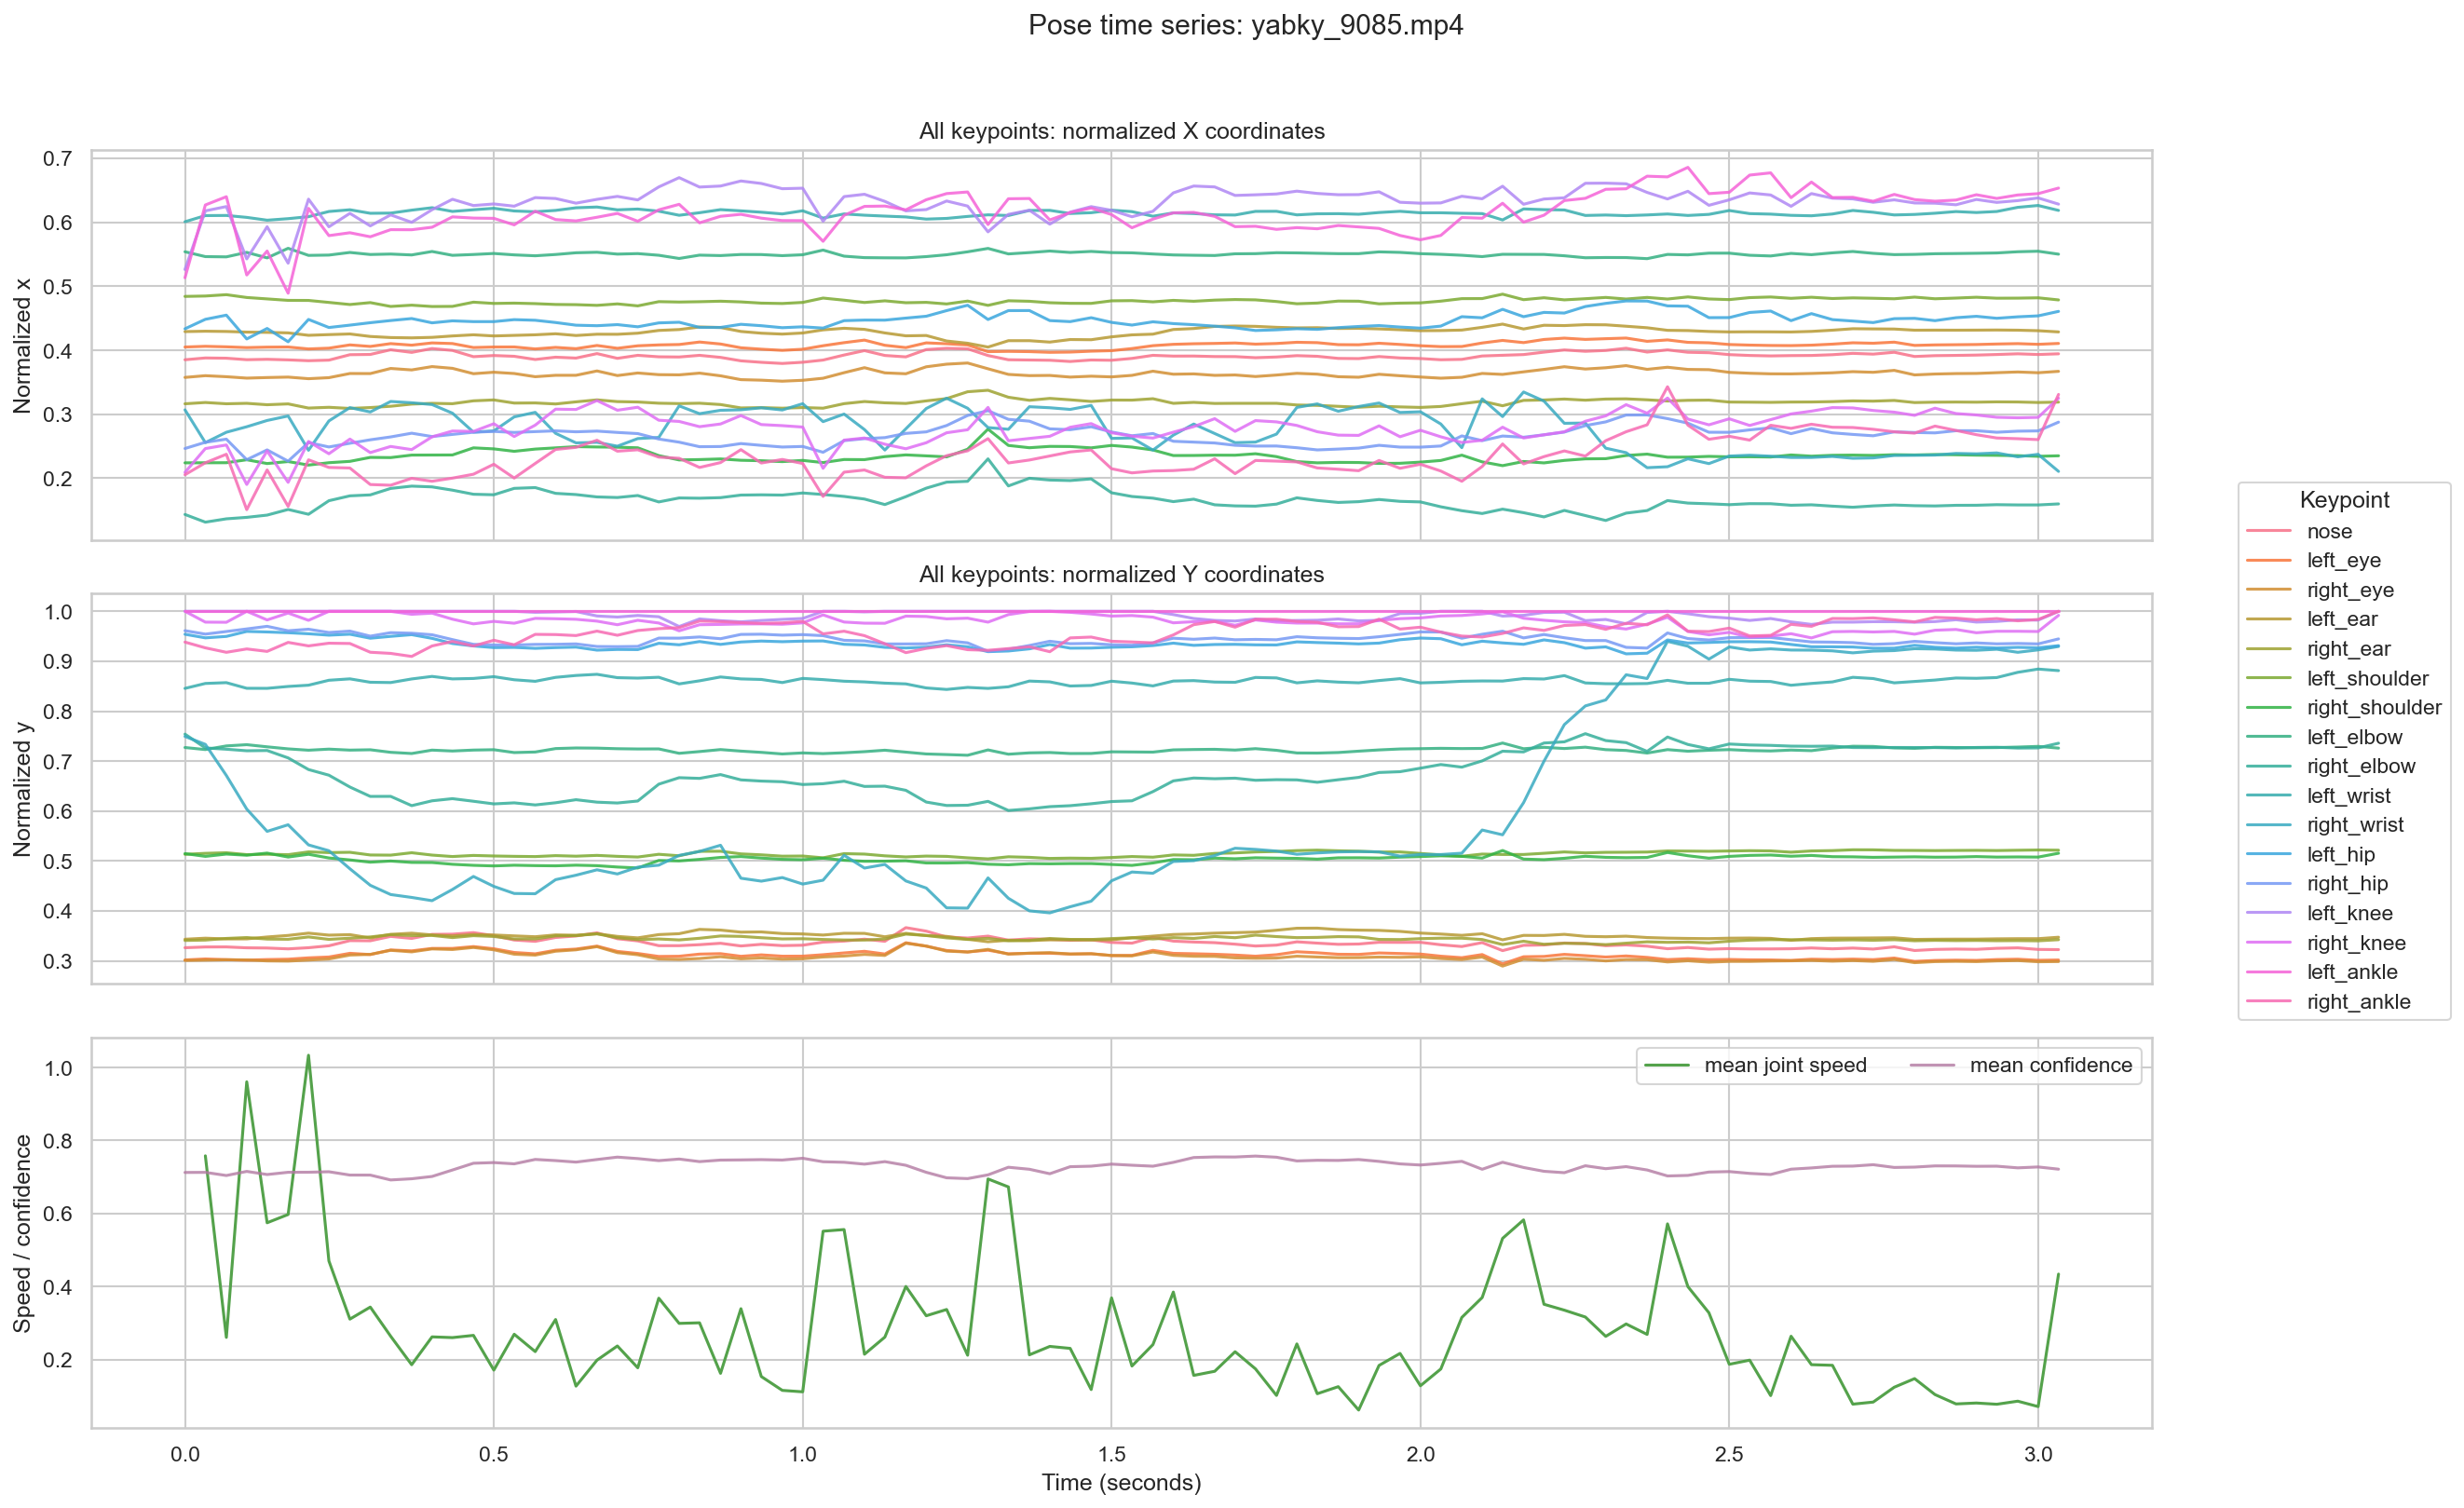 Pose time series: yabky_9085.mp4
All keypoints: normalized X coordinates
Normalized x
0.7
0.6
0.5
0.4
0.3
0.2
All keypoints: normalized Y coordinates
Normalized y
1.0
0.9
0.8
0.7
0.6
0.5
0.4
0.3
Keypoint
nose
left_eye
right_eye
left_ear
right_ear
left_shoulder
right_shoulder
left_elbow
right_elbow
left_wrist
right_wrist
left_hip
right_hip
left_knee
right_knee
left_ankle
right_ankle
Speed / confidence
1.0
0.8
0.6
0.4
0.2
mean joint speed mean confidence
0.0 0.5 1.0 1.5 2.0 2.5 3.0
Time (seconds)